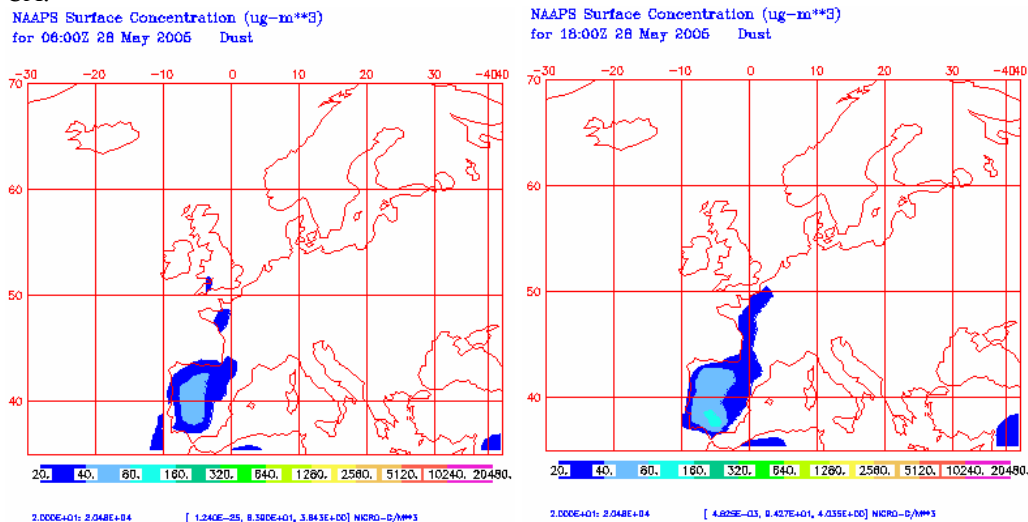 NAAPS Surface Concentration (ug-m**3)
for 06:00Z 28 May 2005 Dust
-30 -20 -10 0 10 20 30 -4040
70
60
50
40
20. 40. 80. 160. 320. 640. 1280. 2560. 5120. 10240. 20480.
2.000E+01: 2.048E+04 [ 1.240E-25, 8.390E+01, 3.843E+00] MICRO-G/M**3
NAAPS Surface Concentration (ug-m**3)
for 18:00Z 28 May 2005 Dust
-30 -20 -10 0 10 20 30 -4040
70
60
50
40
20. 40. 80. 160. 320. 640. 1280. 2560. 5120. 10240. 20480.
2.000E+01: 2.048E+04 [ 4.625E-03, 9.427E+01, 4.035E+00] MICRO-G/M**3